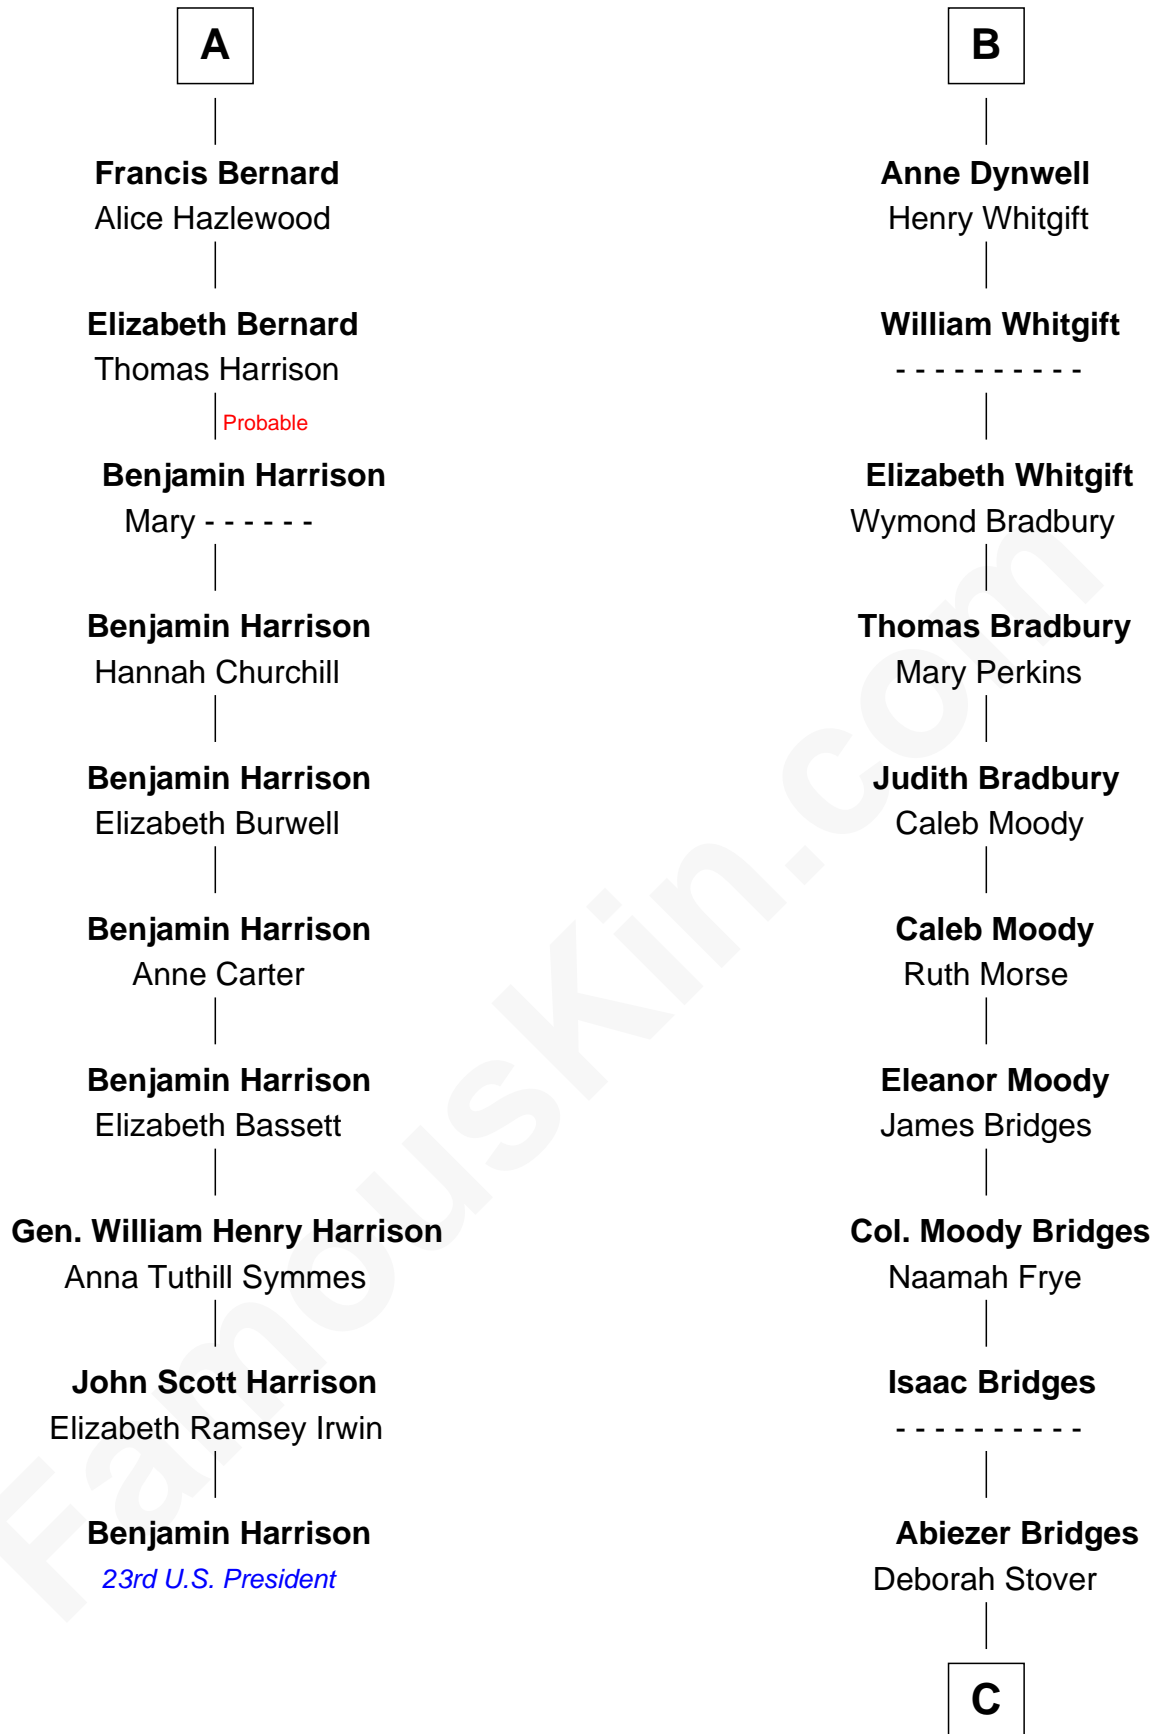 A
Francis Bernard
Alice Hazlewood
Elizabeth Bernard
Thomas Harrison
Probable
Benjamin Harrison
Mary - - - - - -
Benjamin Harrison
Hannah Churchill
Benjamin Harrison
Elizabeth Burwell
Benjamin Harrison
Anne Carter
Benjamin Harrison
Elizabeth Bassett
Gen. William Henry Harrison
Anna Tuthill Symmes
John Scott Harrison
Elizabeth Ramsey Irwin
Benjamin Harrison
23rd U.S. President
B
Anne Dynwell
Henry Whitgift
William Whitgift
- - - - - - - - - -
Elizabeth Whitgift
Wymond Bradbury
Thomas Bradbury
Mary Perkins
Judith Bradbury
Caleb Moody
Caleb Moody
Ruth Morse
Eleanor Moody
James Bridges
Col. Moody Bridges
Naamah Frye
Isaac Bridges
- - - - - - - - - -
Abiezer Bridges
Deborah Stover
C
FamousKin.com